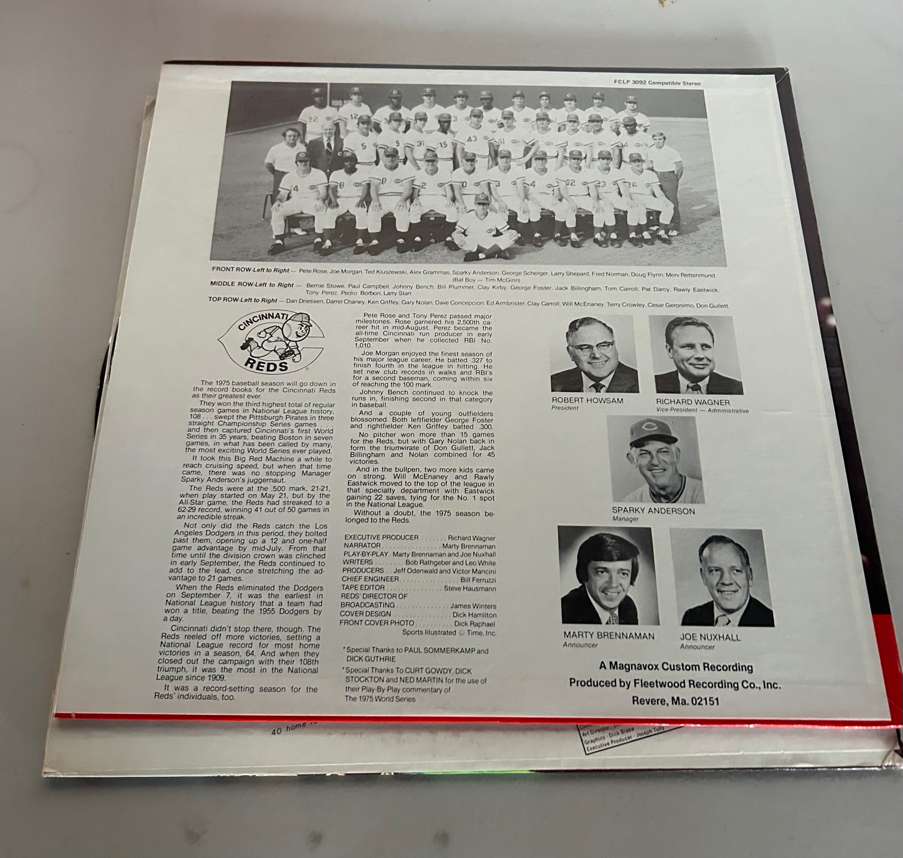 FCLP 3092 Compatible Stereo
FRONT ROW-Left to Right — Pete Rose, Joe Morgan, Ted Kluszewski, Alex Grammas, Sparky Anderson, George Scherger, Larry Shepard, Fred Norman, Doug Flynn, Merv Rettenmund.
(Bat Boy — Tim McGinn)
MIDDLE ROW-Left to Right — Bernie Stowe, Paul Campbell, Johnny Bench, Bill Plummer, Clay Kirby, George Foster, Jack Billingham, Tom Carroll, Pat Darcy, Rawly Eastwick,
Tony Perez, Pedro Borbon, Larry Starr
TOP ROW-Left to Right — Dan Driessen, Darrel Chaney, Ken Griffey, Gary Nolan, Dave Concepcion, Ed Armbrister, Clay Carroll, Will McEnaney, Terry Crowley, Cesar Geronimo, Don Gullett.
CINCINNATI
REDS
The 1975 baseball season will go down in
the record books for the Cincinnati Reds
as their greatest ever.
They won the third highest total of regular
season games in National League history,
108 . . . swept the Pittsburgh Pirates in three
straight Championship Series games . . .
and then captured Cincinnati's first World
Series in 35 years, beating Boston in seven
games, in what has been called by many,
the most exciting World Series ever played.
It took this Big Red Machine a while to
reach cruising speed, but when that time
came, there was no stopping Manager
Sparky Anderson's juggernaut.
The Reds were at the .500 mark, 21-21,
when play started on May 21, but by the
All-Star game, the Reds had streaked to a
62-29 record, winning 41 out of 50 games in
an incredible streak.
Not only did the Reds catch the Los
Angeles Dodgers in this period, they bolted
past them, opening up a 12 and one-half
game advantage by mid-July. From that
time until the division crown was clinched
in early September, the Reds continued to
add to the lead, once stretching the ad-
vantage to 21 games.
When the Reds eliminated the Dodgers
on September 7, it was the earliest in
National League history that a team had
won a title, beating the 1955 Dodgers by
a day.
Cincinnati didn't stop there, though. The
Reds reeled off more victories, setting a
National League record for most home
victories in a season, 64. And when they
closed out the campaign with their 108th
triumph, it was the most in the National
League since 1909.
It was a record-setting season for the
Reds' individuals, too.
Pete Rose and Tony Perez passed major
milestones. Rose garnered his 2,500th ca-
reer hit in mid-August. Perez became the
all-time Cincinnati run producer in early
September when he collected RBI No.
1,010.
Joe Morgan enjoyed the finest season of
his major league career. He batted .327 to
finish fourth in the league in hitting. He
set new club records in walks and RBI's
for a second baseman, coming within six
of reaching the 100 mark.
Johnny Bench continued to knock the
runs in, finishing second in that category
in baseball.
And a couple of young outfielders
blossomed. Both leftfielder George Foster
and rightfielder Ken Griffey batted .300.
No pitcher won more than 15 games
for the Reds, but with Gary Nolan back in
form the triumvirate of Don Gullett, Jack
Billingham and Nolan combined for 45
victories.
And in the bullpen, two more kids came
on strong. Will McEnaney and Rawly
Eastwick moved to the top of the league in
that specialty department with Eastwick
gaining 22 saves, tying for the No. 1 spot
in the National League.
Without a doubt, the 1975 season be-
longed to the Reds.
EXECUTIVE PRODUCER . . . . . . . Richard Wagner
NARRATOR . . . . . . . . . . . . . Marty Brennaman
PLAY-BY-PLAY. Marty Brennaman and Joe Nuxhall
WRITERS . . . . . . . Bob Rathgeber and Leo White
PRODUCERS . . Jeff Odenwald and Victor Mancini
CHIEF ENGINEER . . . . . . . . . . . . Bill Ferruzzi
TAPE EDITOR . . . . . . . . . . . . Steve Hausmann
REDS' DIRECTOR OF
BROADCASTING . . . . . . . . . . . . James Winters
COVER DESIGN . . . . . . . . . . . . Dick Hamilton
FRONT COVER PHOTO . . . . . . . . . Dick Raphael
Sports Illustrated © Time, Inc.
*Special Thanks to PAUL SOMMERKAMP and
DICK GUTHRIE
*Special Thanks To CURT GOWDY, DICK
STOCKTON and NED MARTIN for the use of
their Play-By Play commentary of
The 1975 World Series
ROBERT HOWSAM
President
RICHARD WAGNER
Vice-President — Administrative
SPARKY ANDERSON
Manager
MARTY BRENNAMAN
Announcer
JOE NUXHALL
Announcer
A Magnavox Custom Recording
Produced by Fleetwood Recording Co., Inc.
Revere, Ma. 02151
40 home
Art Director
Graphics - Dick
Executive Producer - Joseph